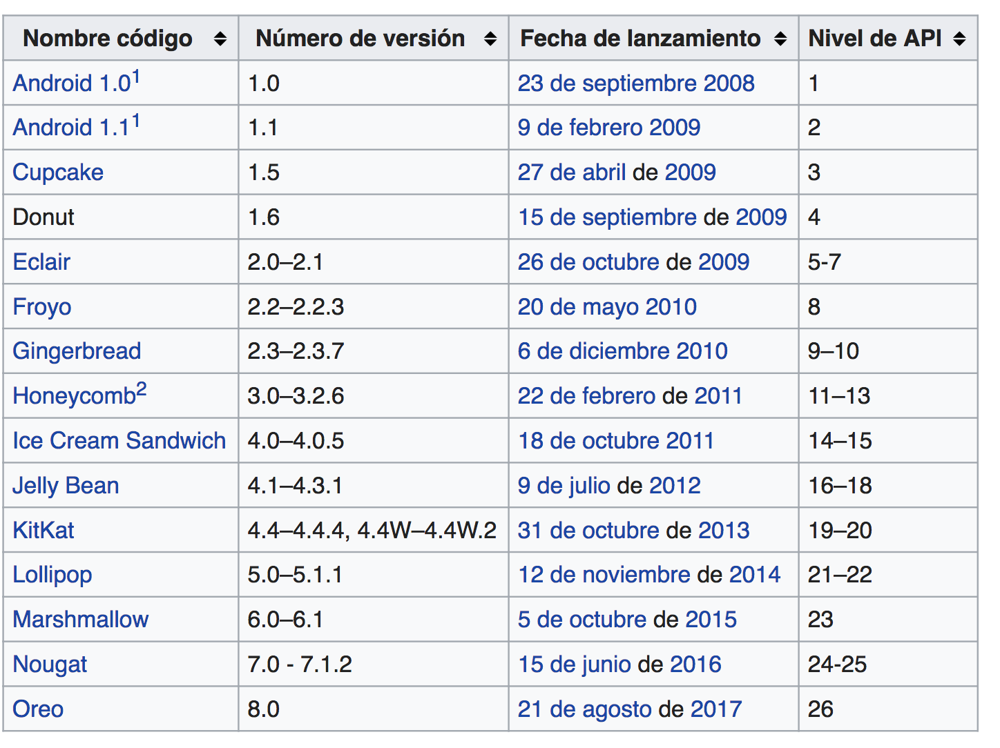 Nombre código Número de versión Fecha de lanzamiento Nivel de API
Android 1.0¹ 1.0 23 de septiembre 2008 1
Android 1.1¹ 1.1 9 de febrero 2009 2
Cupcake 1.5 27 de abril de 2009 3
Donut 1.6 15 de septiembre de 2009 4
Eclair 2.0–2.1 26 de octubre de 2009 5-7
Froyo 2.2–2.2.3 20 de mayo 2010 8
Gingerbread 2.3–2.3.7 6 de diciembre 2010 9–10
Honeycomb² 3.0–3.2.6 22 de febrero de 2011 11–13
Ice Cream Sandwich 4.0–4.0.5 18 de octubre 2011 14–15
Jelly Bean 4.1–4.3.1 9 de julio de 2012 16–18
KitKat 4.4–4.4.4, 4.4W–4.4W.2 31 de octubre de 2013 19–20
Lollipop 5.0–5.1.1 12 de noviembre de 2014 21–22
Marshmallow 6.0–6.1 5 de octubre de 2015 23
Nougat 7.0 - 7.1.2 15 de junio de 2016 24-25
Oreo 8.0 21 de agosto de 2017 26